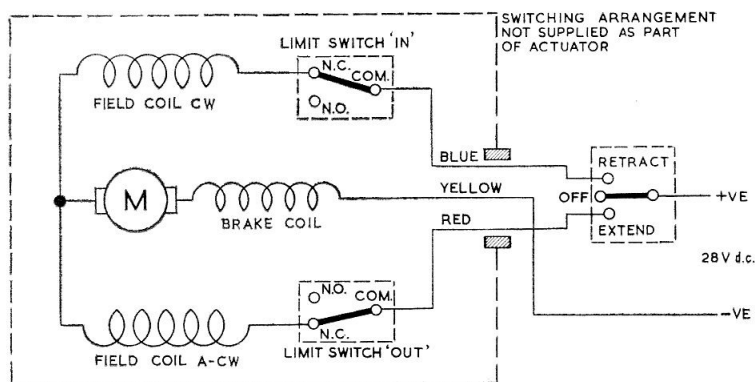 SWITCHING ARRANGEMENT
NOT SUPPLIED AS PART
OF ACTUATOR
LIMIT SWITCH 'IN'
N.C.
COM.
N.O.
FIELD COIL CW
BLUE
RETRACT
M
YELLOW
OFF
+VE
BRAKE COIL
RED
EXTEND
28V d.c.
N.O.
COM.
N.C.
-VE
FIELD COIL A-CW
LIMIT SWITCH 'OUT'